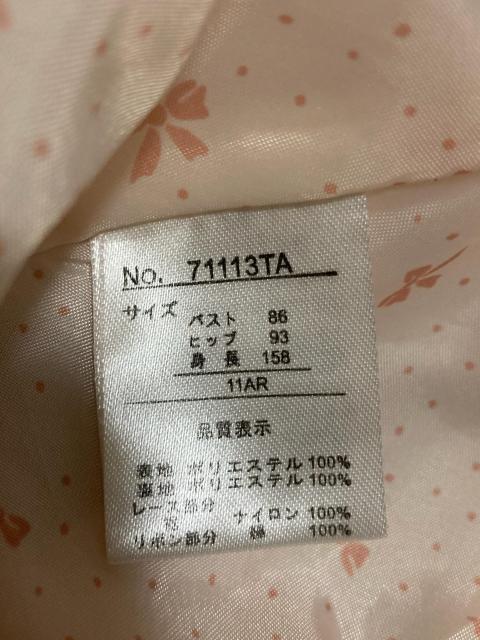 No. 71113TA
サイズ
バスト 86
ヒップ 93
身長 158
11AR
品質表示
表地 ポリエステル 100%
裏地 ポリエステル 100%
レース部分
ナイロン 100%
リボン部分 綿 100%